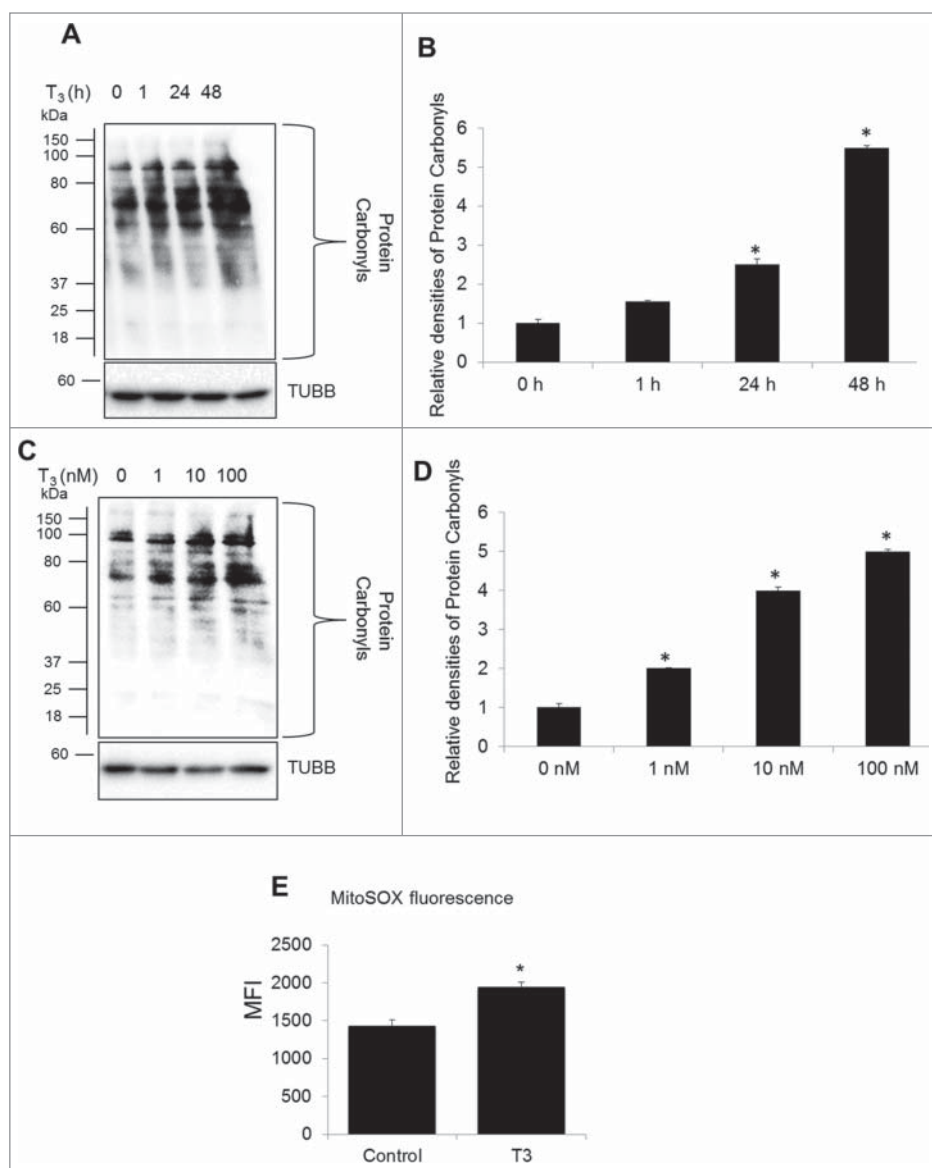 A
T3 (h) 0 1 24 48
kDa
150
100
80
60
37
25
18
60
Protein
Carbonyls
TUBB
B
Relative densities of Protein Carbonyls
6
5
4
3
2
1
0
*
*
0 h 1 h 24 h 48 h
C
T3 (nM) 0 1 10 100
kDa
150
100
80
60
37
25
18
60
Protein
Carbonyls
TUBB
D
Relative densities of Protein Carbonyls
6
5
4
3
2
1
0
*
*
*
0 nM 1 nM 10 nM 100 nM
E
MitoSOX fluorescence
MFI
2500
2000
1500
1000
500
0
*
Control T3